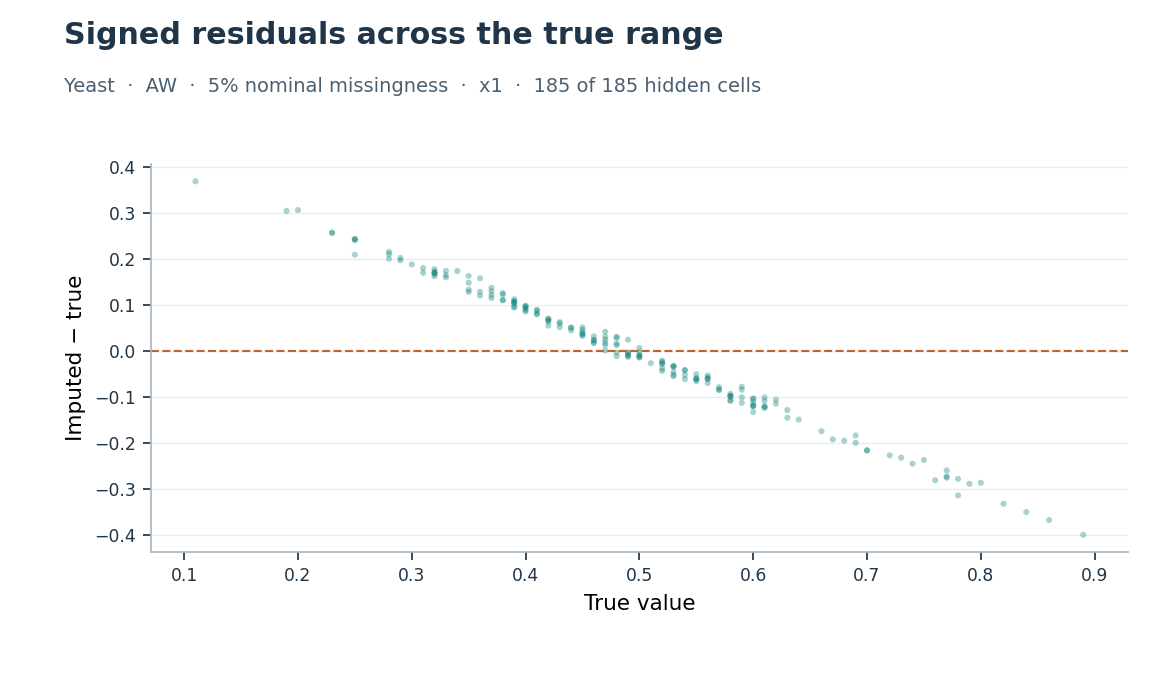 Signed residuals across the true range
Yeast · AW · 5% nominal missingness · x1 · 185 of 185 hidden cells
0.4
0.3
0.2
0.1
0.0
−0.1
−0.2
−0.3
−0.4
Imputed − true
0.1 0.2 0.3 0.4 0.5 0.6 0.7 0.8 0.9
True value